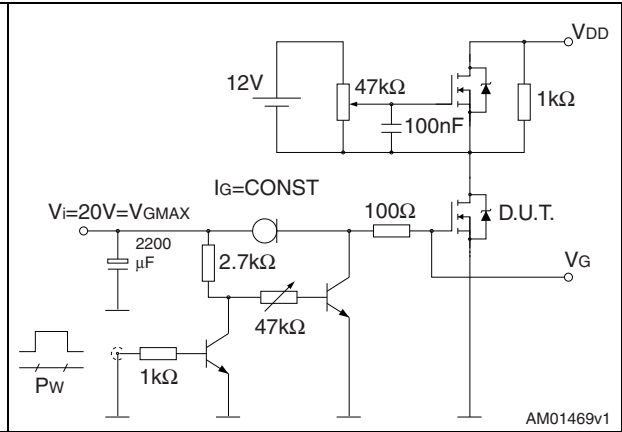 VDD
12V
47kΩ
1kΩ
100nF
IG=CONST
Vi=20V=VGMAX
100Ω
D.U.T.
2200
μF
2.7kΩ
VG
47kΩ
1kΩ
PW
AM01469v1